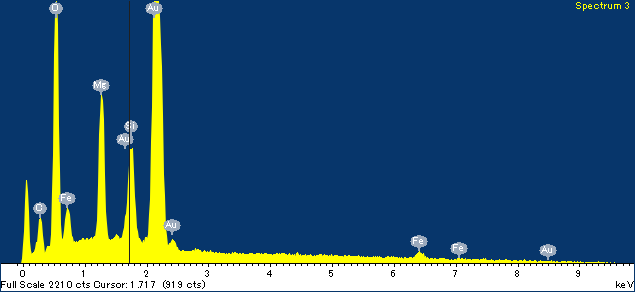 Spectrum 3
O Au
Mg
Si
Au
Fe
Au
Fe Fe Au
0 1 2 3 4 5 6 7 8 9
Full Scale 2210 cts Cursor: 1.717 (919 cts) keV